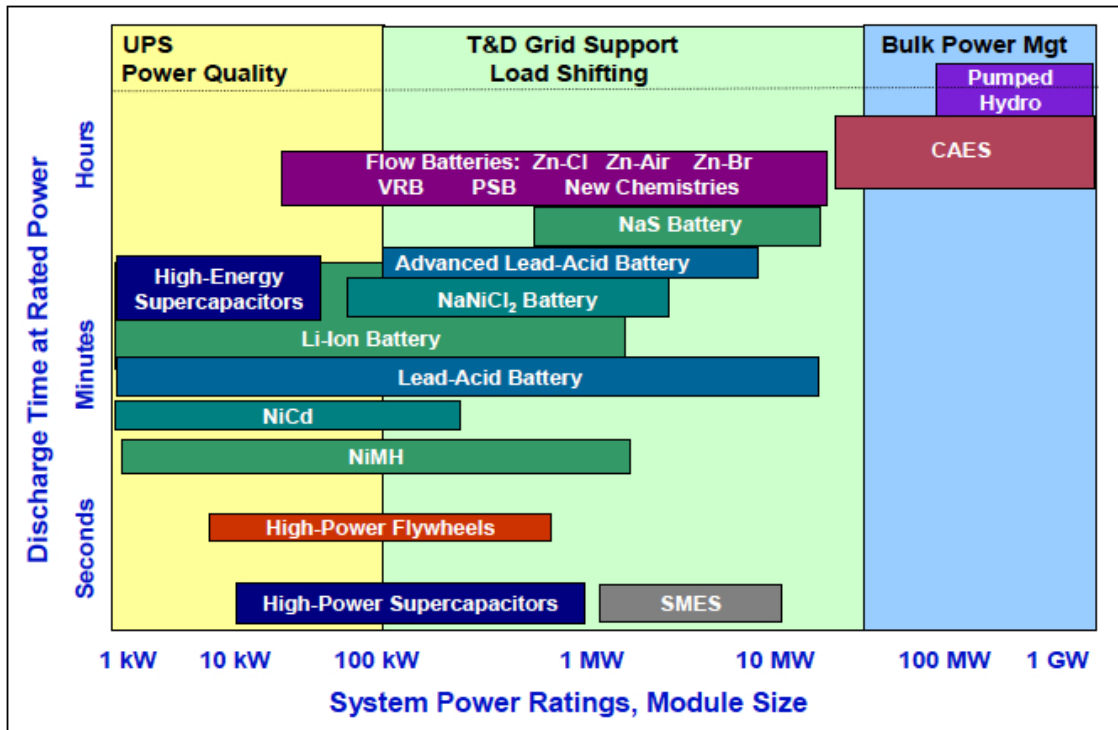 UPS
Power Quality
T&D Grid Support
Load Shifting
Bulk Power Mgt
Pumped
Hydro
CAES
Flow Batteries: Zn-Cl Zn-Air Zn-Br
VRB PSB New Chemistries
NaS Battery
Advanced Lead-Acid Battery
High-Energy
Supercapacitors
NaNiCl₂ Battery
Li-Ion Battery
Lead-Acid Battery
NiCd
NiMH
High-Power Flywheels
High-Power Supercapacitors
SMES
Discharge Time at Rated Power
Hours
Minutes
Seconds
1 kW 10 kW 100 kW 1 MW 10 MW 100 MW 1 GW
System Power Ratings, Module Size